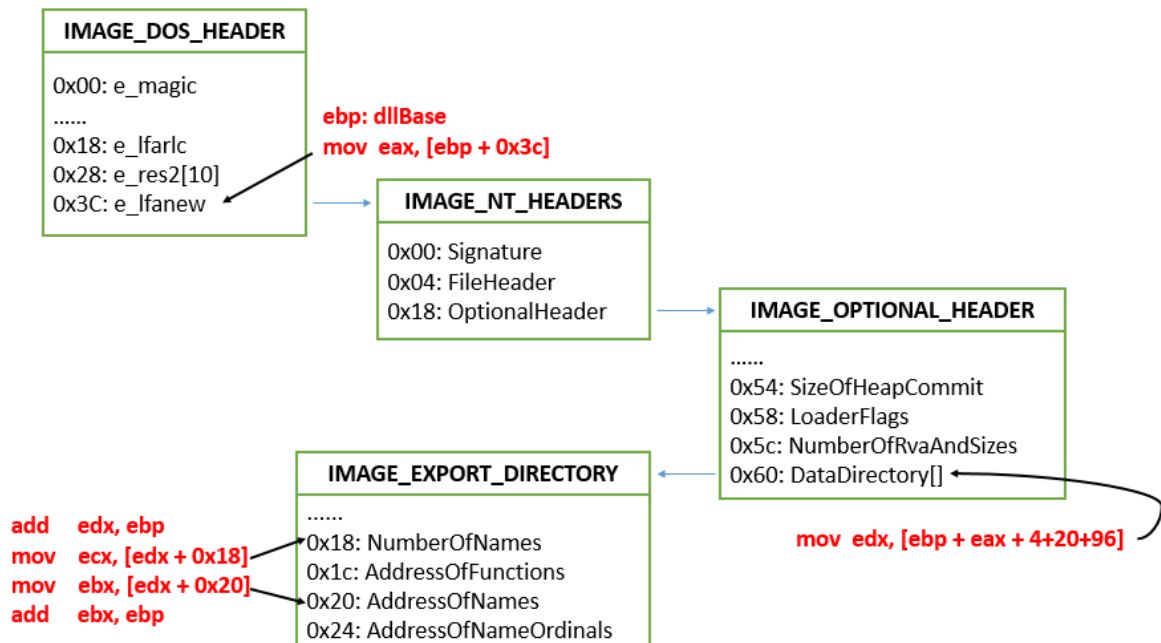 IMAGE_DOS_HEADER
0x00: e_magic
......
0x18: e_lfarlc
0x28: e_res2[10]
0x3C: e_lfanew
ebp: dllBase
mov eax, [ebp + 0x3c]
IMAGE_NT_HEADERS
0x00: Signature
0x04: FileHeader
0x18: OptionalHeader
IMAGE_OPTIONAL_HEADER
......
0x54: SizeOfHeapCommit
0x58: LoaderFlags
0x5c: NumberOfRvaAndSizes
0x60: DataDirectory[]
mov edx, [ebp + eax + 4+20+96]
IMAGE_EXPORT_DIRECTORY
......
0x18: NumberOfNames
0x1c: AddressOfFunctions
0x20: AddressOfNames
0x24: AddressOfNameOrdinals
add edx, ebp
mov ecx, [edx + 0x18]
mov ebx, [edx + 0x20]
add ebx, ebp